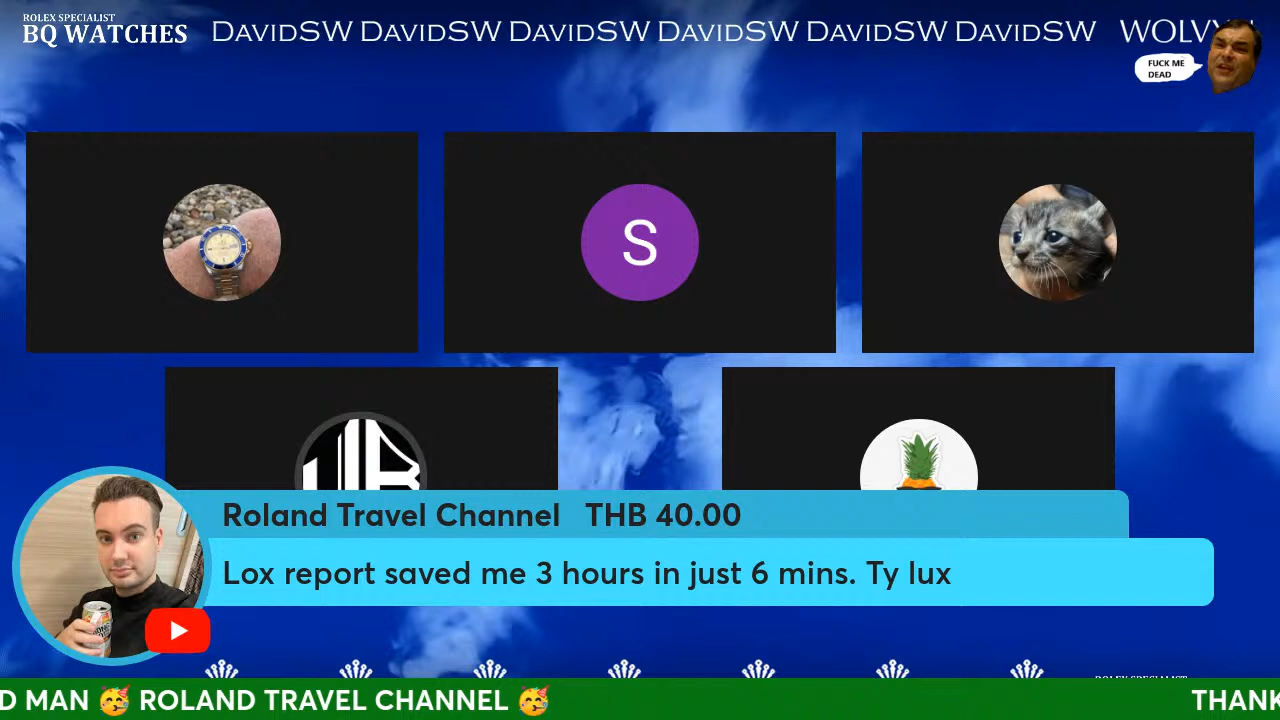 ROLEX SPECIALIST
BQ WATCHES
DAVIDSW DAVIDSW DAVIDSW DAVIDSW DAVIDSW DAVIDSW
FUCK ME
DEAD
S
Roland Travel Channel THB 40.00
Lox report saved me 3 hours in just 6 mins. Ty lux
D MAN 🥳 ROLAND TRAVEL CHANNEL 🥳
THANK